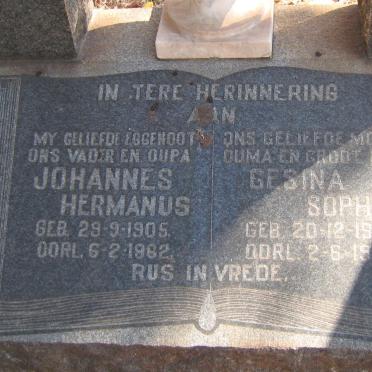 IN TERE HERINNERING
AAN
MY GELIEFDE EGGENOOT
ONS VADER EN OUPA
JOHANNES
HERMANUS
GEB. 29-9-1905.
OORL. 6-2-1982.
ONS GELIEFDE
OUMA EN GROOT
GESINA
SOPH
GEB. 20-12-19
OORL. 2-6-19
RUS IN VREDE.